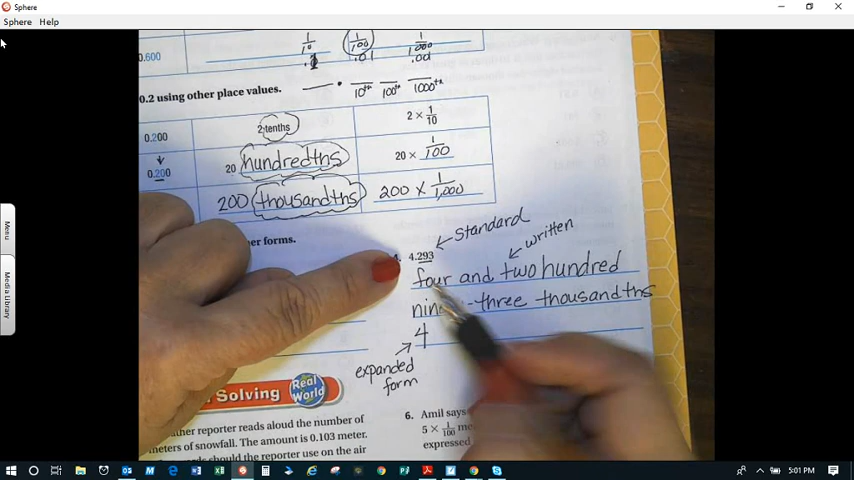 Sphere
Sphere Help
0.600
1/10 1/100 1/1000
.1 .01 .001
0.2 using other place values.
10ths 100ths 1000ths
0.200 2 tenths 2 × 1/10
0.200 20 hundredths 20 × 1/100
200 thousandths 200 × 1/1,000
Standard
written
her forms.
4.293
four and two hundred
three thousandths
4
expanded
form
Solving
Real
World
ather reporter reads aloud the number of
meters of snowfall. The amount is 0.103 meter.
should the reporter use on the air
6. Amil says
5 × 1/100 me
expressed
Menu
Media Library
5:01 PM